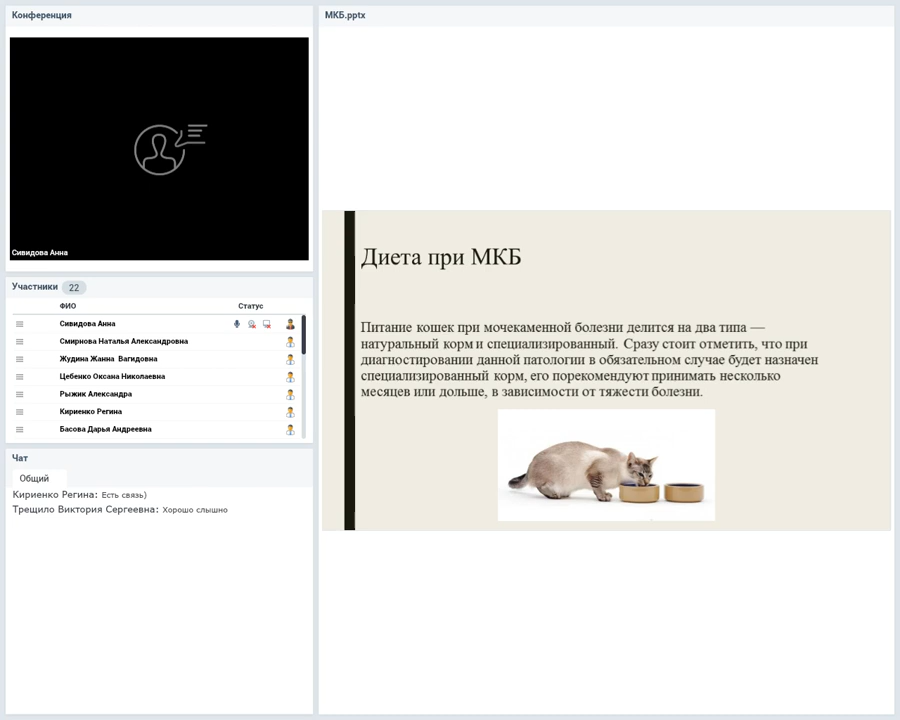 Конференция
Сивидова Анна
Участники 22
ФИО Статус
Сивидова Анна
Смирнова Наталья Александровна
Жудина Жанна Вагидовна
Цебенко Оксана Николаевна
Рыжик Александра
Кириенко Регина
Басова Дарья Андреевна
Чат
Общий
Кириенко Регина: Есть связь)
Трещило Виктория Сергеевна: Хорошо слышно
МКБ.pptx
Диета при МКБ
Питание кошек при мочекаменной болезни делится на два типа —
натуральный корм и специализированный. Сразу стоит отметить, что при
диагностировании данной патологии в обязательном случае будет назначен
специализированный корм, его порекомендуют принимать несколько
месяцев или дольше, в зависимости от тяжести болезни.